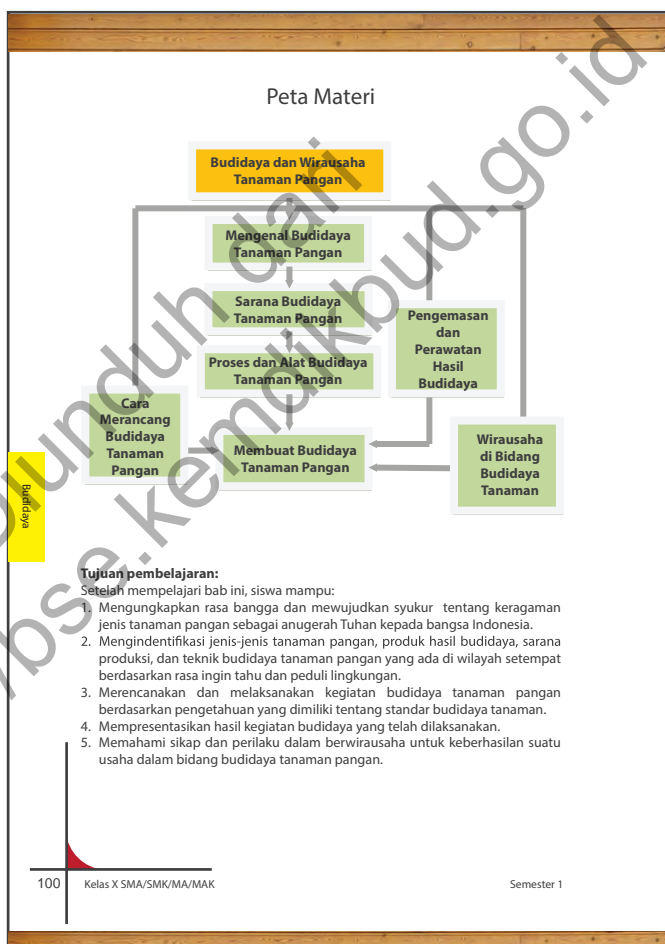 Peta Materi
Budidaya dan Wirausaha
Tanaman Pangan
Mengenal Budidaya
Tanaman Pangan
Sarana Budidaya
Tanaman Pangan
Proses dan Alat Budidaya
Tanaman Pangan
Pengemasan
dan
Perawatan
Hasil
Budidaya
Cara
Merancang
Budidaya
Tanaman
Pangan
Membuat Budidaya
Tanaman Pangan
Wirausaha
di Bidang
Budidaya
Tanaman
Budidaya
Tujuan pembelajaran:
Setelah mempelajari bab ini, siswa mampu:
1. Mengungkapkan rasa bangga dan mewujudkan syukur tentang keragaman
jenis tanaman pangan sebagai anugerah Tuhan kepada bangsa Indonesia.
2. Mengindentifikasi jenis-jenis tanaman pangan, produk hasil budidaya, sarana
produksi, dan teknik budidaya tanaman pangan yang ada di wilayah setempat
berdasarkan rasa ingin tahu dan peduli lingkungan.
3. Merencanakan dan melaksanakan kegiatan budidaya tanaman pangan
berdasarkan pengetahuan yang dimiliki tentang standar budidaya tanaman.
4. Mempresentasikan hasil kegiatan budidaya yang telah dilaksanakan.
5. Memahami sikap dan perilaku dalam berwirausaha untuk keberhasilan suatu
usaha dalam bidang budidaya tanaman pangan.
100 Kelas X SMA/SMK/MA/MAK Semester 1
dari
bse.kemdikbud.go.id